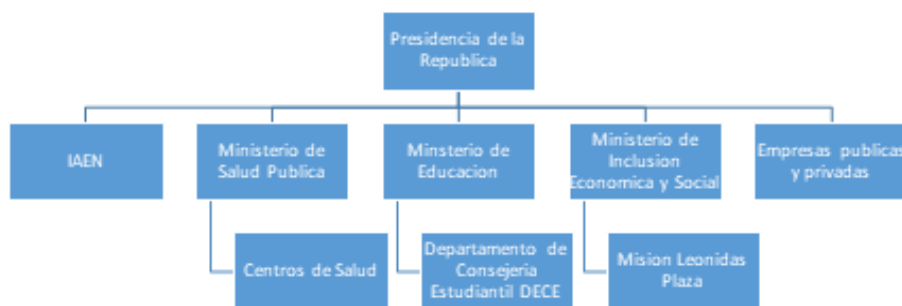 Presidencia de la
Republica
IAEN
Ministerio de
Salud Publica
Minsterio de
Educacion
Ministerio de
Inclusion
Economica y Social
Empresas publicas
y privadas
Centros de Salud
Departamento de
Consejeria
Estudiantil DECE
Mision Leonidas
Plaza